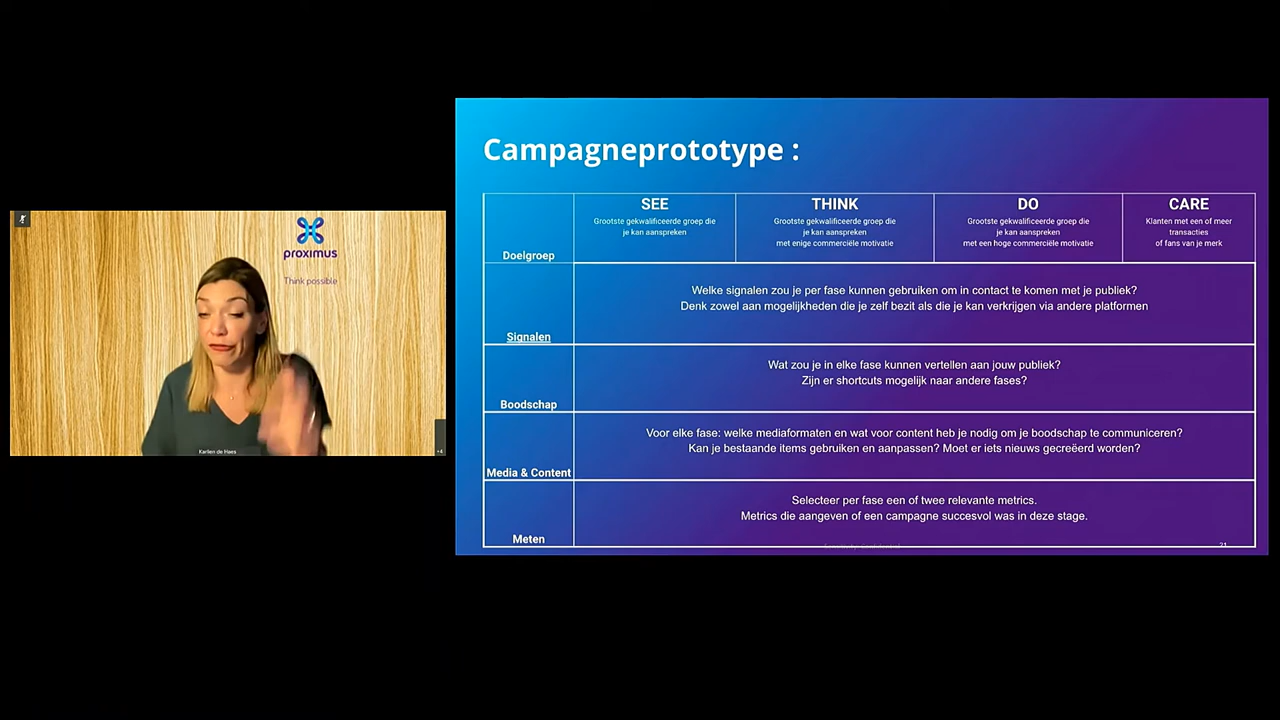 proximus
Think possible
Karlien de Haes
+4
Campagneprototype :
SEE
Grootste gekwalificeerde groep die
je kan aanspreken
THINK
Grootste gekwalificeerde groep die
je kan aanspreken
met enige commerciële motivatie
DO
Grootste gekwalificeerde groep die
je kan aanspreken
met een hoge commerciële motivatie
CARE
Klanten met een of meer
transacties
of fans van je merk
Doelgroep
Welke signalen zou je per fase kunnen gebruiken om in contact te komen met je publiek?
Denk zowel aan mogelijkheden die je zelf bezit als die je kan verkrijgen via andere platformen
Signalen
Wat zou je in elke fase kunnen vertellen aan jouw publiek?
Zijn er shortcuts mogelijk naar andere fases?
Boodschap
Voor elke fase: welke mediaformaten en wat voor content heb je nodig om je boodschap te communiceren?
Kan je bestaande items gebruiken en aanpassen? Moet er iets nieuws gecreëerd worden?
Media & Content
Selecteer per fase een of twee relevante metrics.
Metrics die aangeven of een campagne succesvol was in deze stage.
Meten
Sensitivity: Confidential
21